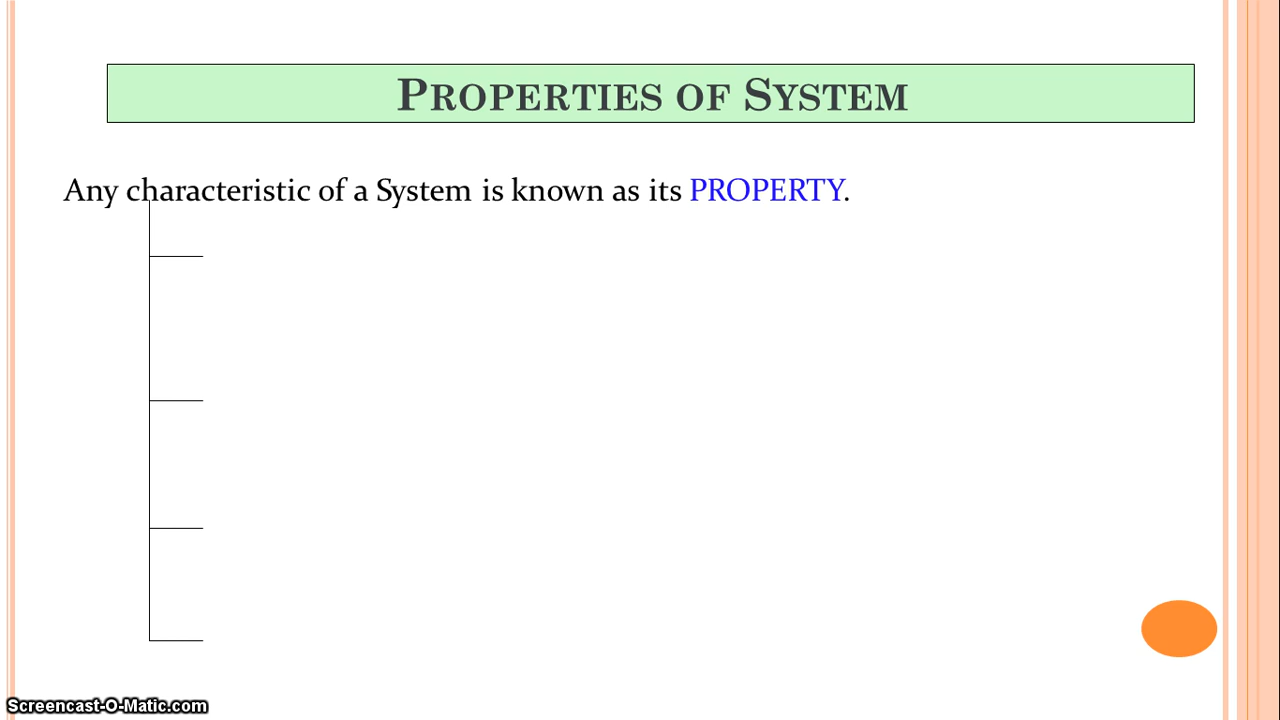 PROPERTIES OF SYSTEM
Any characteristic of a System is known as its PROPERTY.
Screencast-O-Matic.com